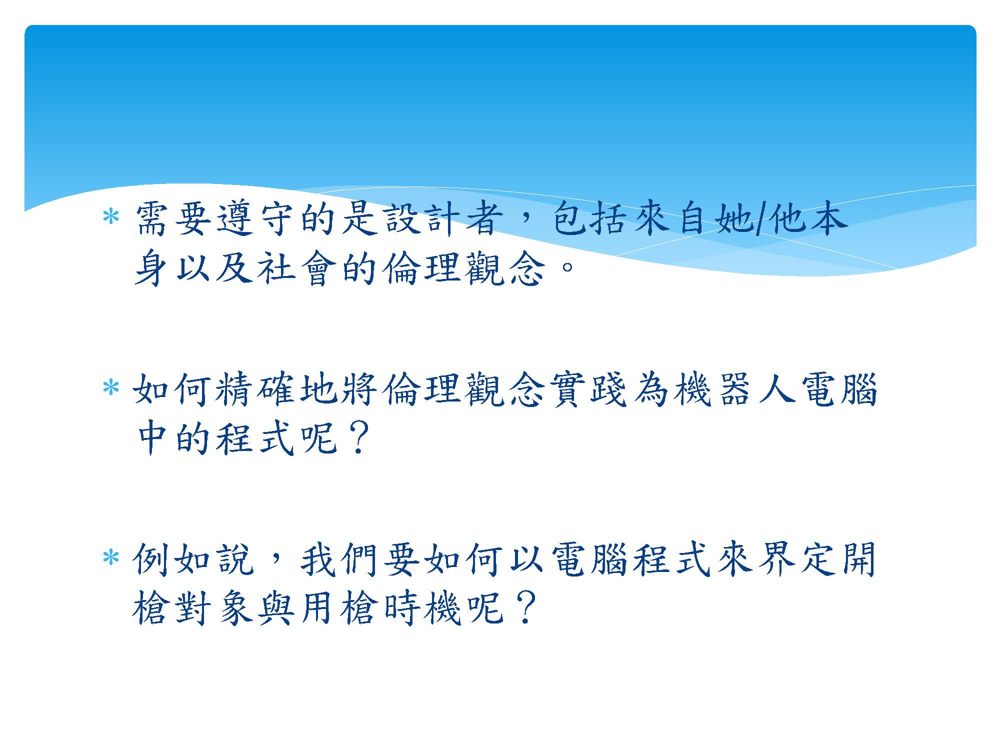 * 需要遵守的是設計者，包括來自她/他本
身以及社會的倫理觀念。
* 如何精確地將倫理觀念實踐為機器人電腦
中的程式呢？
* 例如說，我們要如何以電腦程式來界定開
槍對象與用槍時機呢？